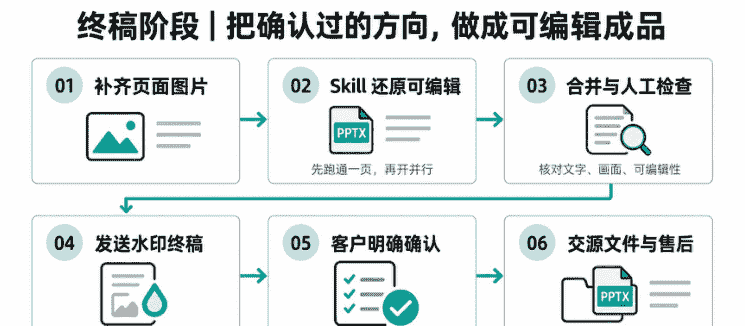 终稿阶段 | 把确认过的方向, 做成可编辑成品
01 补齐页面图片
02 Skill 还原可编辑
PPTX
先跑通一页，再开并行
03 合并与人工检查
核对文字、画面、可编辑性
04 发送水印终稿
05 客户明确确认
06 交源文件与售后
PPTX